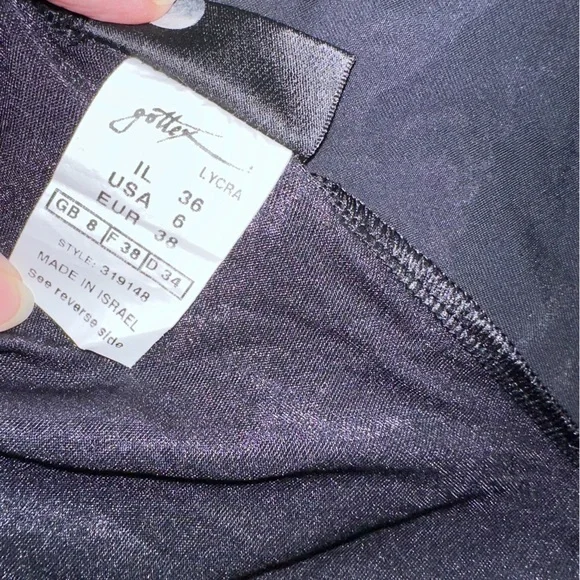 gottex
LYCRA
IL 36
USA 6
EUR 38
GB 8 F 38 D 34
STYLE: 31914B
MADE IN ISRAEL
See reverse side